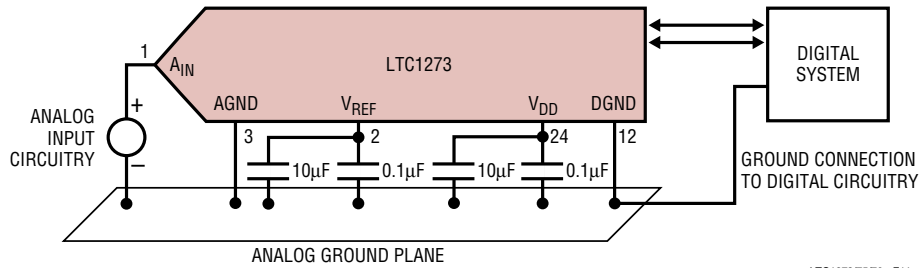 1
A_IN
LTC1273
DIGITAL
SYSTEM
AGND
V_REF
V_DD
DGND
ANALOG
INPUT
CIRCUITRY
+
–
3
2
24
12
10µF
0.1µF
10µF
0.1µF
GROUND CONNECTION
TO DIGITAL CIRCUITRY
ANALOG GROUND PLANE